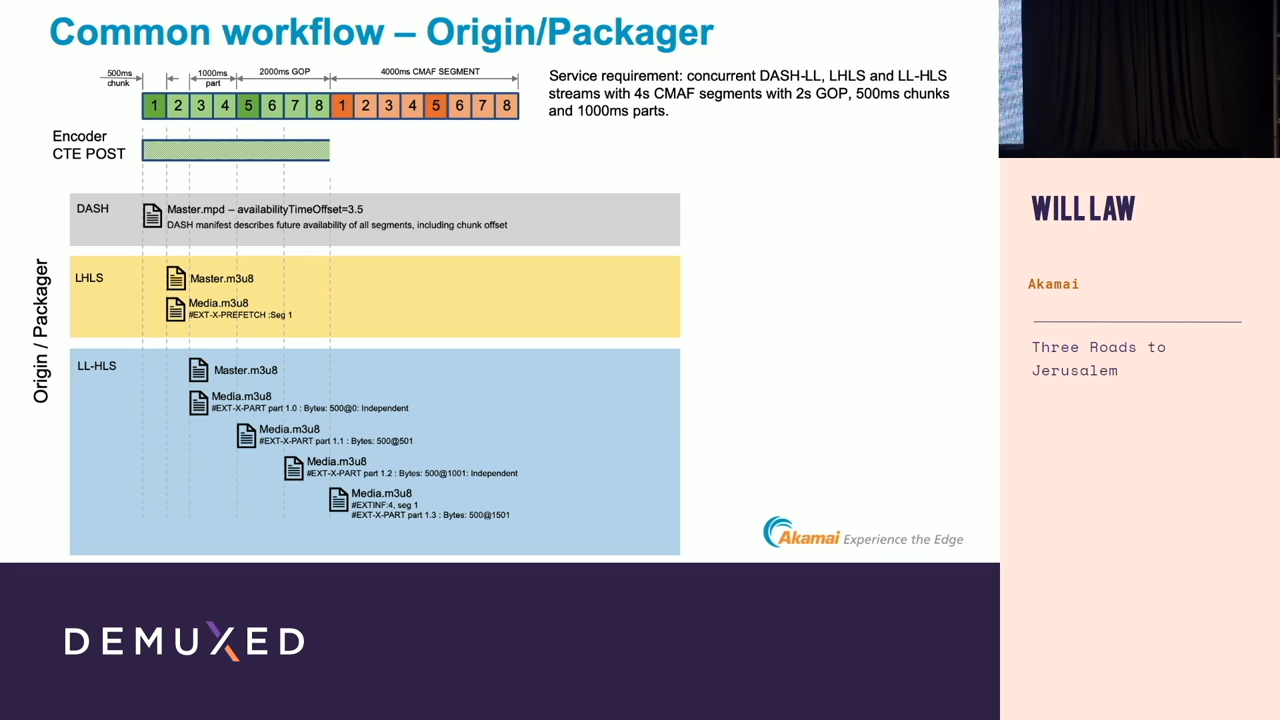 Common workflow – Origin/Packager
500ms
chunk
1000ms
part
2000ms GOP
4000ms CMAF SEGMENT
1 2 3 4 5 6 7 8 1 2 3 4 5 6 7 8
Service requirement: concurrent DASH-LL, LHLS and LL-HLS
streams with 4s CMAF segments with 2s GOP, 500ms chunks
and 1000ms parts.
Encoder
CTE POST
Origin / Packager
DASH
Master.mpd – availabilityTimeOffset=3.5
DASH manifest describes future availability of all segments, including chunk offset
LHLS
Master.m3u8
Media.m3u8
#EXT-X-PREFETCH :Seg 1
LL-HLS
Master.m3u8
Media.m3u8
#EXT-X-PART part 1.0 : Bytes: 500@0: Independent
Media.m3u8
#EXT-X-PART part 1.1 : Bytes: 500@501
Media.m3u8
#EXT-X-PART part 1.2 : Bytes: 500@1001: Independent
Media.m3u8
#EXTINF:4, seg 1
#EXT-X-PART part 1.3 : Bytes: 500@1501
Akamai Experience the Edge
DEMUXED
WILL LAW
Akamai
Three Roads to
Jerusalem